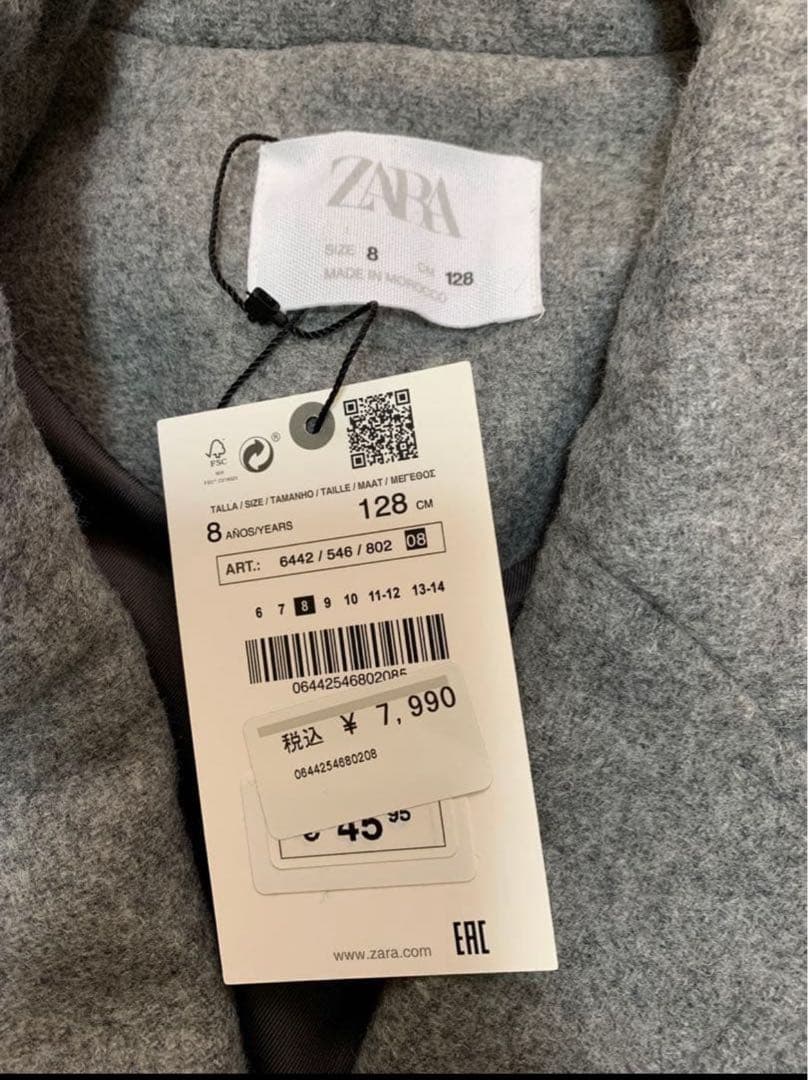 ZARA
SIZE 8 CM 128
MADE IN MOROCCO
FSC
®
TALLA / SIZE / TAMANHO / TAILLE / MAAT / ΜΕΓΕΘΟΣ
8 AÑOS/YEARS 128 CM
ART.: 6442 / 546 / 802 08
6 7 8 9 10 11-12 13-14
06442546802085
税込 ¥ 7,990
0644254680208
€ 45 95
www.zara.com
EAC